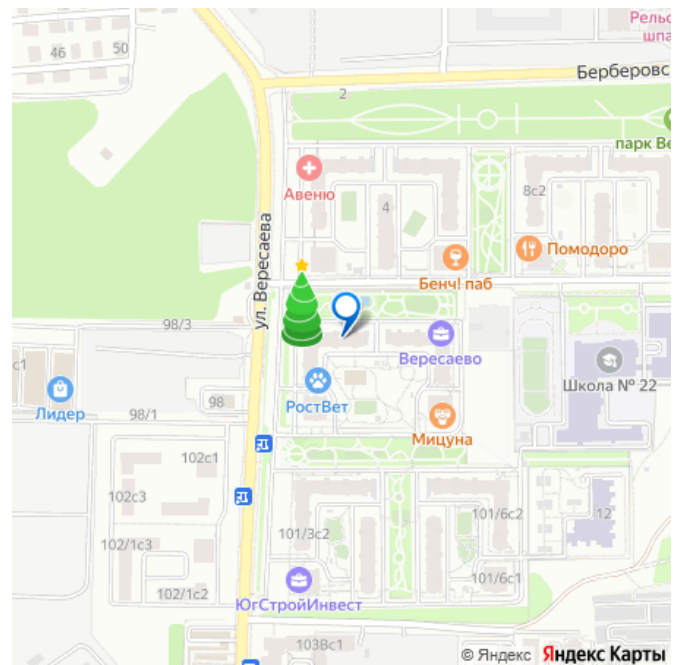 Рельс
шпа
46
50
Берберовс
2
парк Ве
Авеню
8с2
4
Помодоро
Бенч! паб
ул. Вересаева
98/3
Вересаево
с1
Школа № 22
98
РостВет
Лидер
98/1
Мицуна
102с1
102с3
101/3с2
101/6с2
12
102/1с3
101/6с1
102/1с2
ЮгСтройИнвест
103Вс1
© Яндекс Яндекс Карты